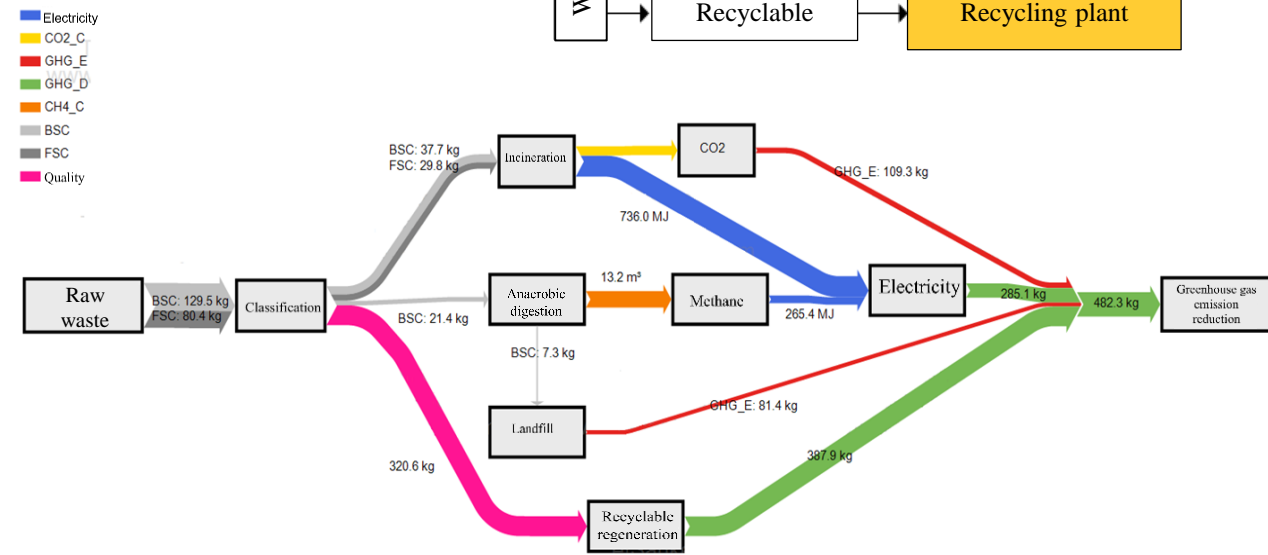 Electricity
CO2_C
GHG_E
GHG_D
CH4_C
BSC
FSC
Quality
W
Recyclable
Recycling plant
BSC: 37.7 kg
FSC: 29.8 kg
Incineration
CO2
GHG_E: 109.3 kg
736.0 MJ
Raw
waste
BSC: 129.5 kg
FSC: 80.4 kg
Classification
BSC: 21.4 kg
Anaerobic
digestion
13.2 m³
Methane
265.4 MJ
Electricity
285.1 kg
482.3 kg
Greenhouse gas
emission
reduction
BSC: 7.3 kg
Landfill
GHG_E: 81.4 kg
320.6 kg
387.9 kg
Recyclable
regeneration